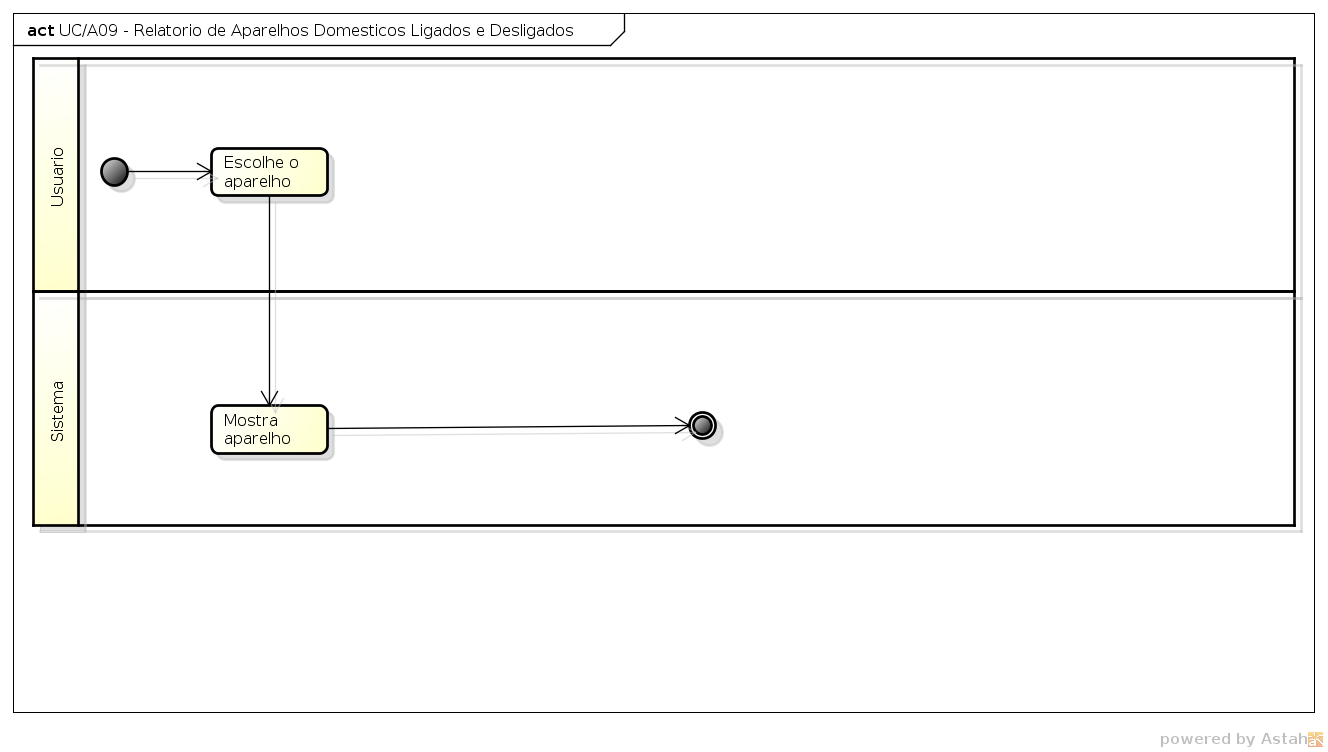 act UC/A09 - Relatorio de Aparelhos Domesticos Ligados e Desligados
Usuario
Escolhe o
aparelho
Sistema
Mostra
aparelho
powered by Astah